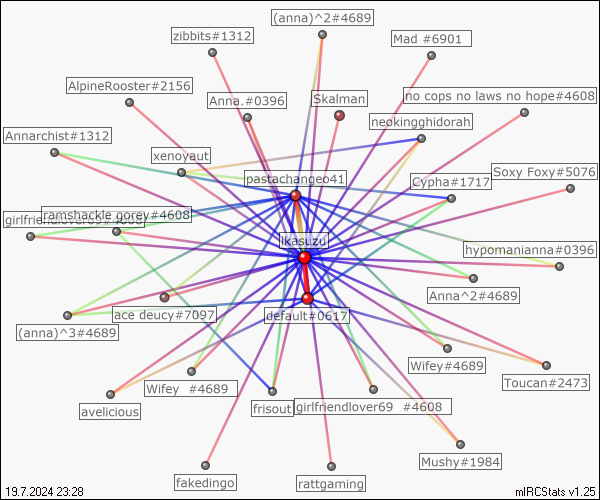 (anna)^2#4689
zibbits#1312
Mad #6901
AlpineRooster#2156
Anna.#0396
Skalman
no cops no laws no hope#4608
neokingghidorah
Annarchist#1312
xenoyaut
pastachangeo41
Soxy Foxy#5076
Cypha#1717
ramshackle gorey#4608
ikasuzu
hypomanianna#0396
Anna^2#4689
ace deucy#7097
default#0617
(anna)^3#4689
Wifey#4689
Toucan#2473
Wifey #4689
avelicious
frisout
girlfriendlover69 #4608
Mushy#1984
fakedingo
rattgaming
19.7.2024 23:28
mIRCStats v1.25